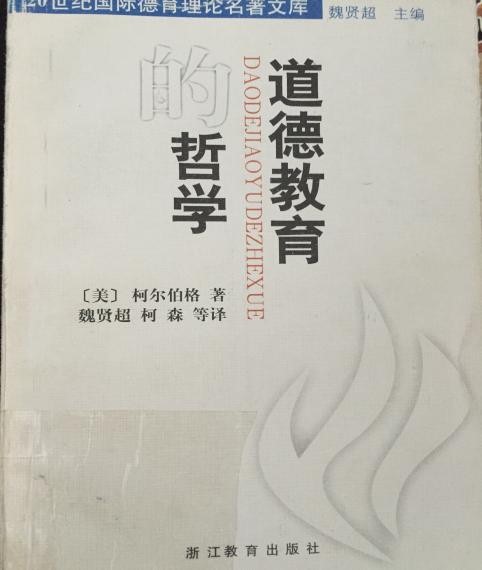 20世纪国际德育理论名著文库 魏贤超 主编
道德教育
DAODEJIAOYUDEZHEXUE
的
哲学
〔美〕 柯尔伯格 著
魏贤超 柯 森 等译
浙江教育出版社